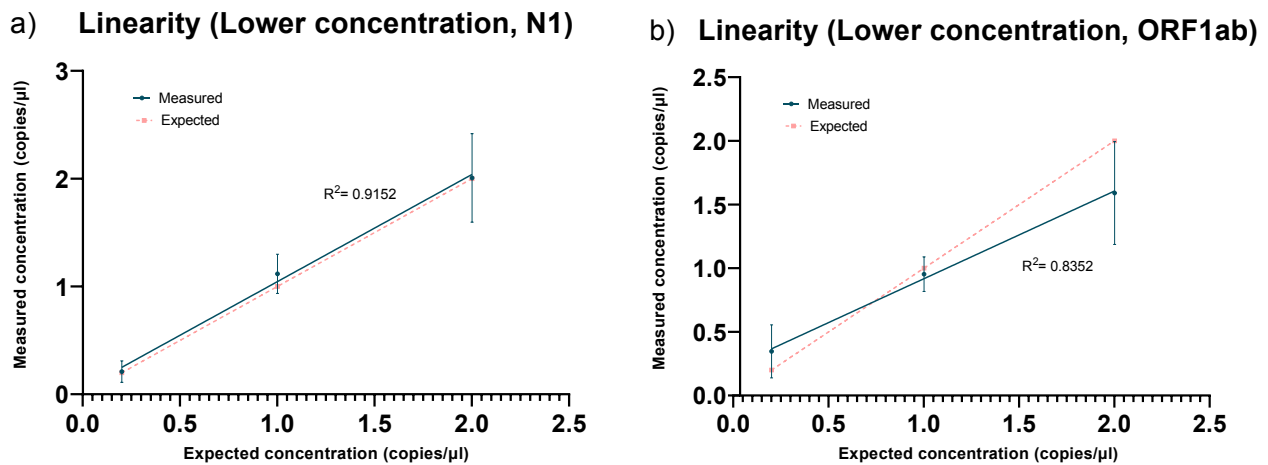 a) Linearity (Lower concentration, N1)
Measured concentration (copies/µl)
3
2
1
0
Measured
Expected
R2= 0.9152
0.0 0.5 1.0 1.5 2.0 2.5
Expected concentration (copies/µl)
b) Linearity (Lower concentration, ORF1ab)
Measured concentration (copies/µl)
2.5
2.0
1.5
1.0
0.5
0.0
Measured
Expected
R2= 0.8352
0.0 0.5 1.0 1.5 2.0 2.5
Expected concentration (copies/µl)